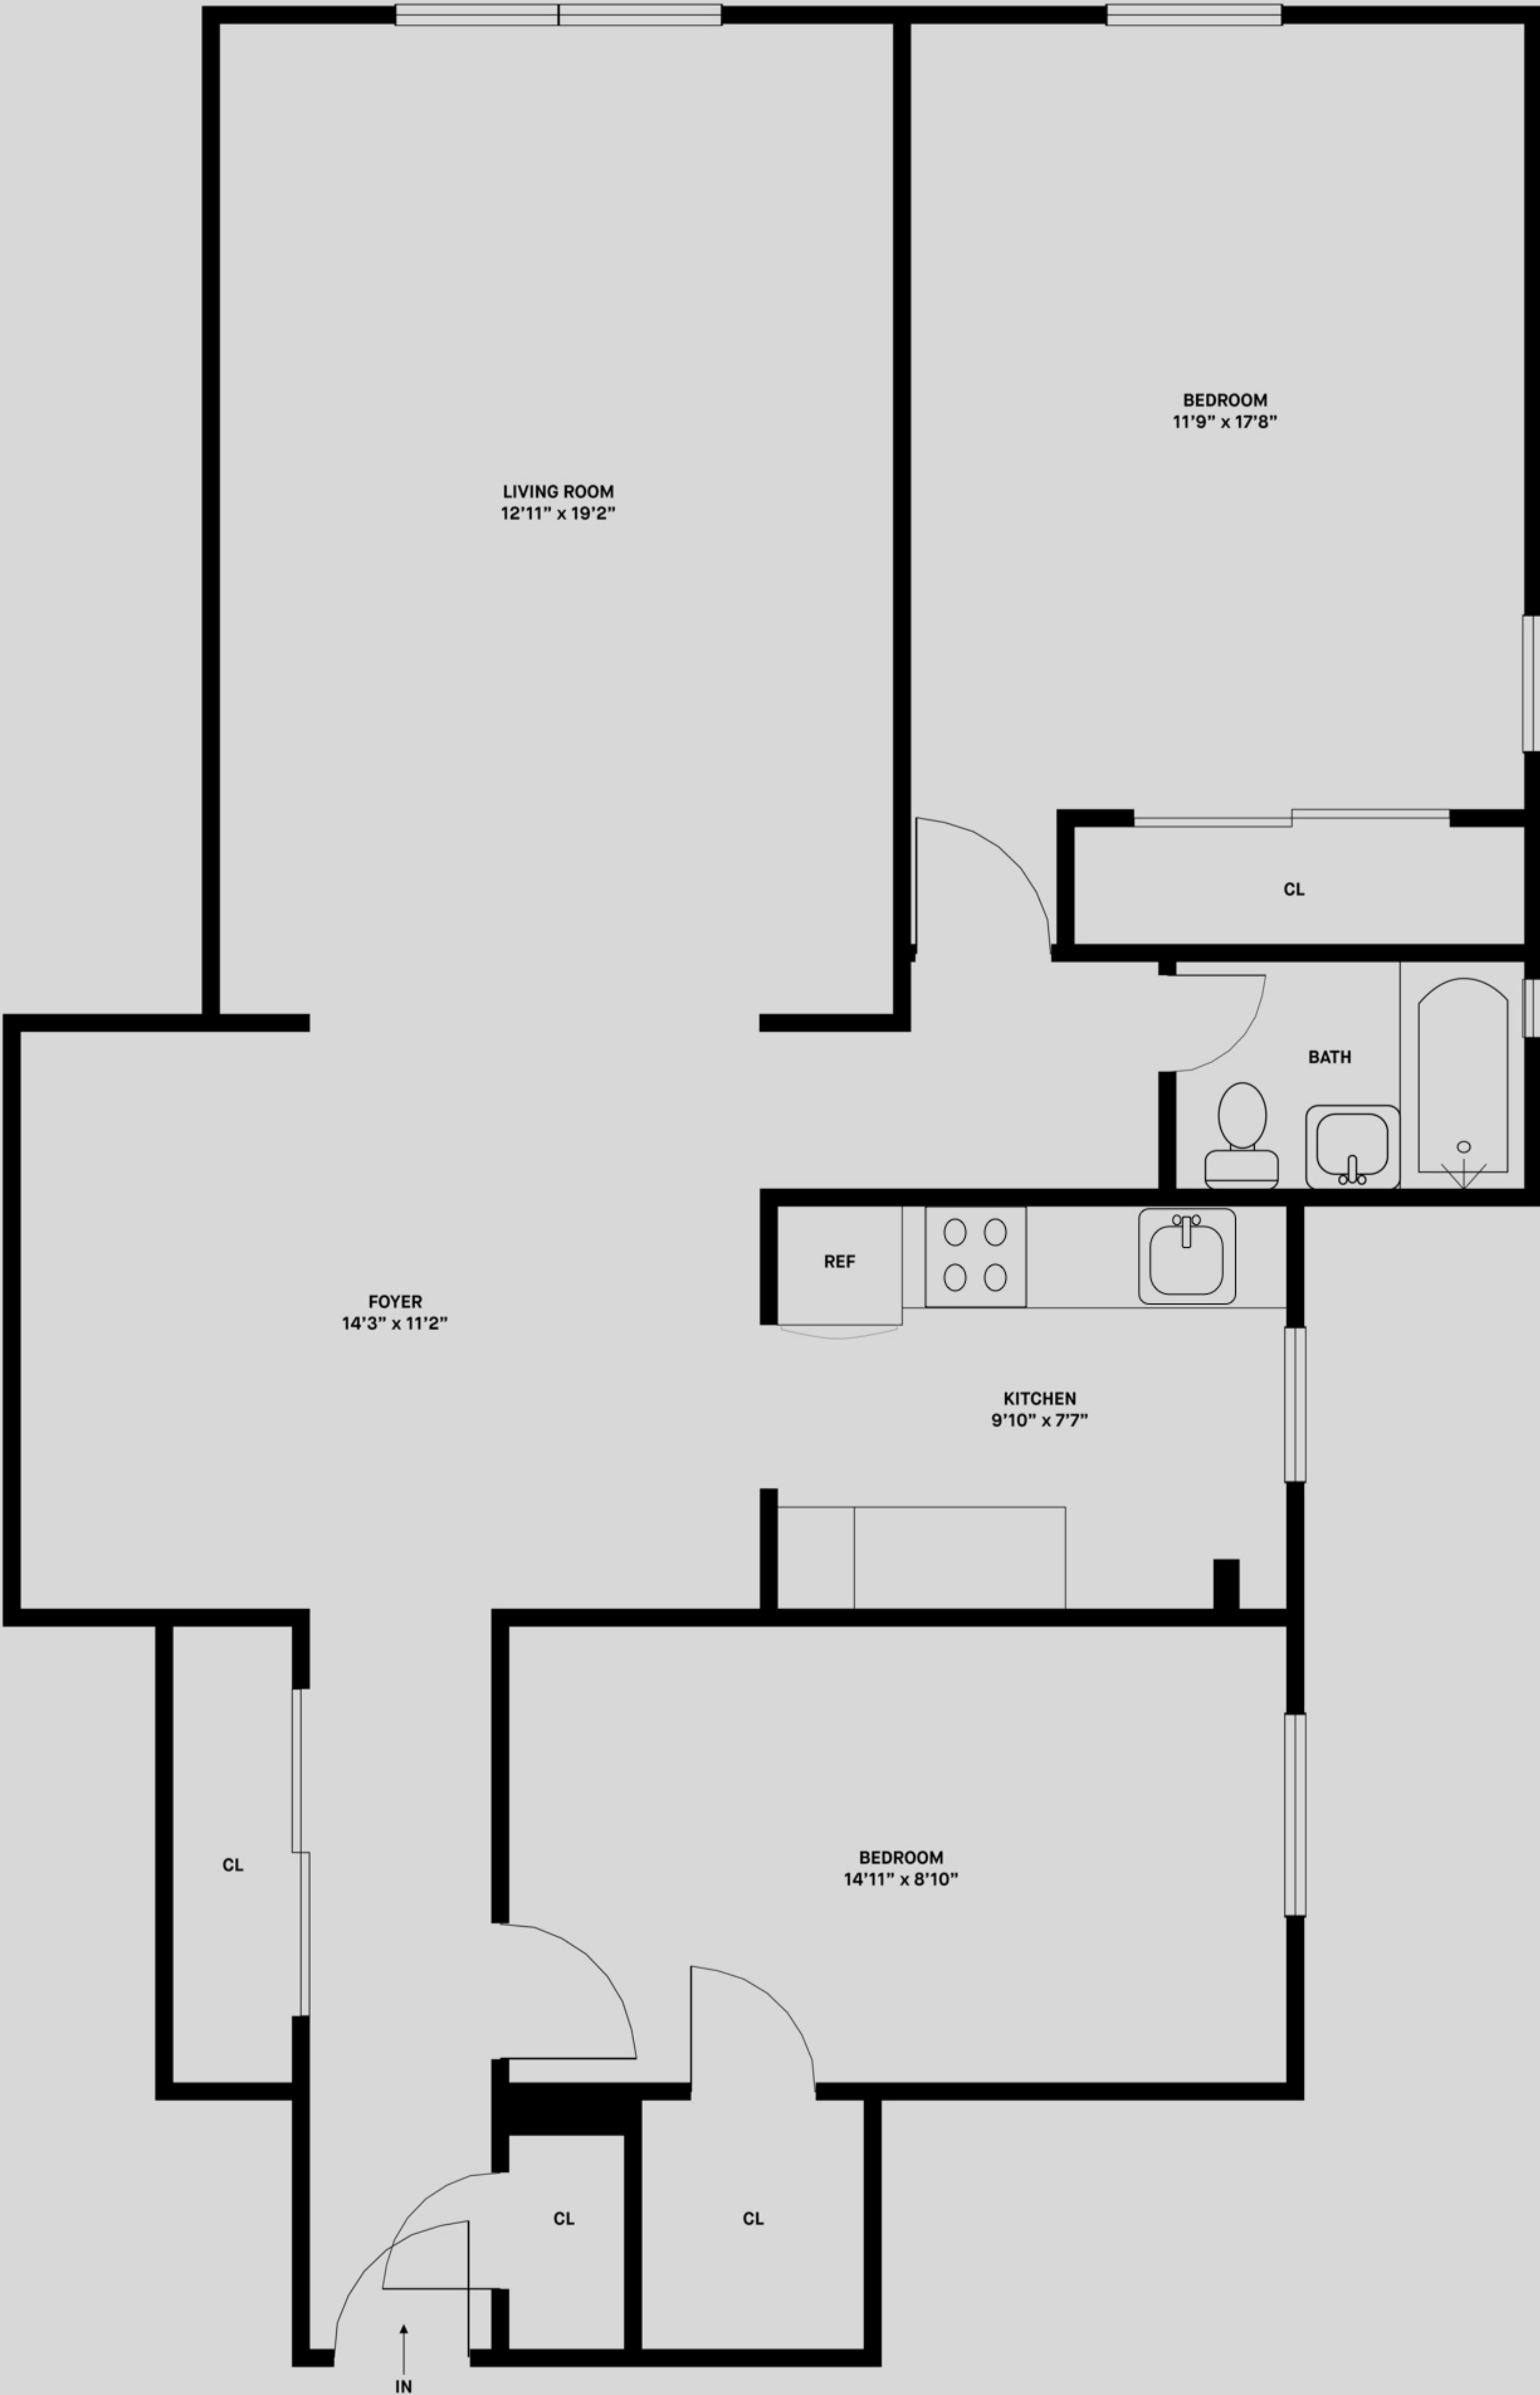 BEDROOM
11’9” x 17’8”
LIVING ROOM
12’11” x 19’2”
CL
BATH
REF
FOYER
14’3” x 11’2”
KITCHEN
9’10” x 7’7”
BEDROOM
14’11” x 8’10”
CL
CL
CL
IN